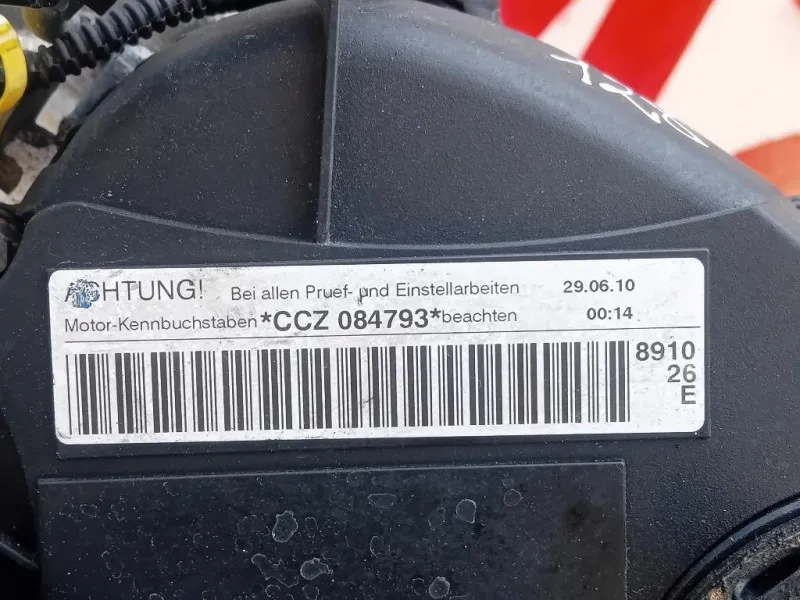 ACHTUNG! Bei allen Pruef- und Einstellarbeiten 29.06.10
Motor-Kennbuchstaben *CCZ 084793* beachten 00:14
8910
26
E